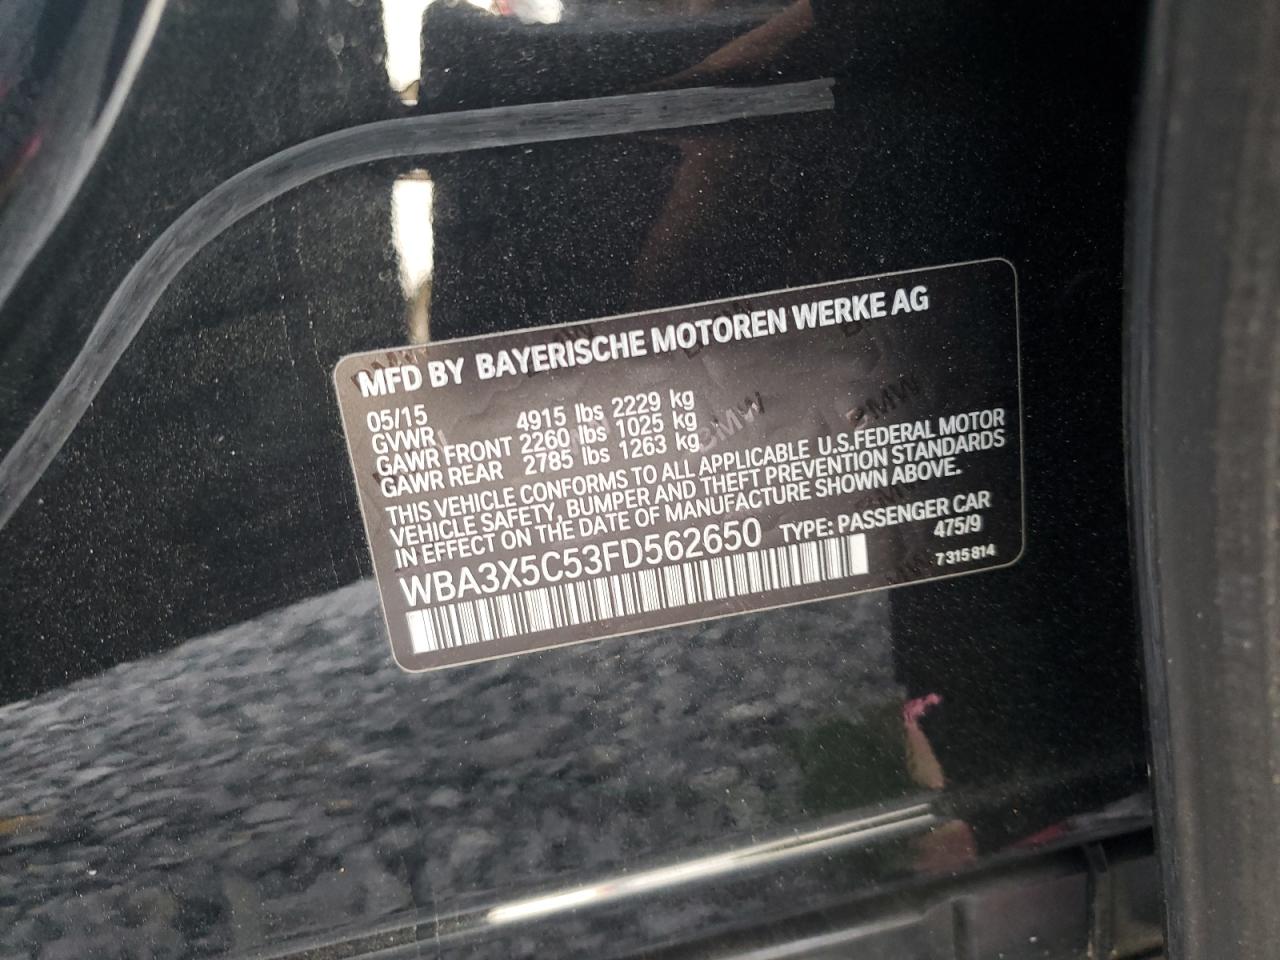 MFD BY BAYERISCHE MOTOREN WERKE AG
05/15
GVWR 4915 lbs 2229 kg
GAWR FRONT 2260 lbs 1025 kg
GAWR REAR 2785 lbs 1263 kg
THIS VEHICLE CONFORMS TO ALL APPLICABLE U.S.FEDERAL MOTOR
VEHICLE SAFETY, BUMPER AND THEFT PREVENTION STANDARDS
IN EFFECT ON THE DATE OF MANUFACTURE SHOWN ABOVE.
WBA3X5C53FD562650 TYPE: PASSENGER CAR
475/9
7 315 814
BMW
BMW